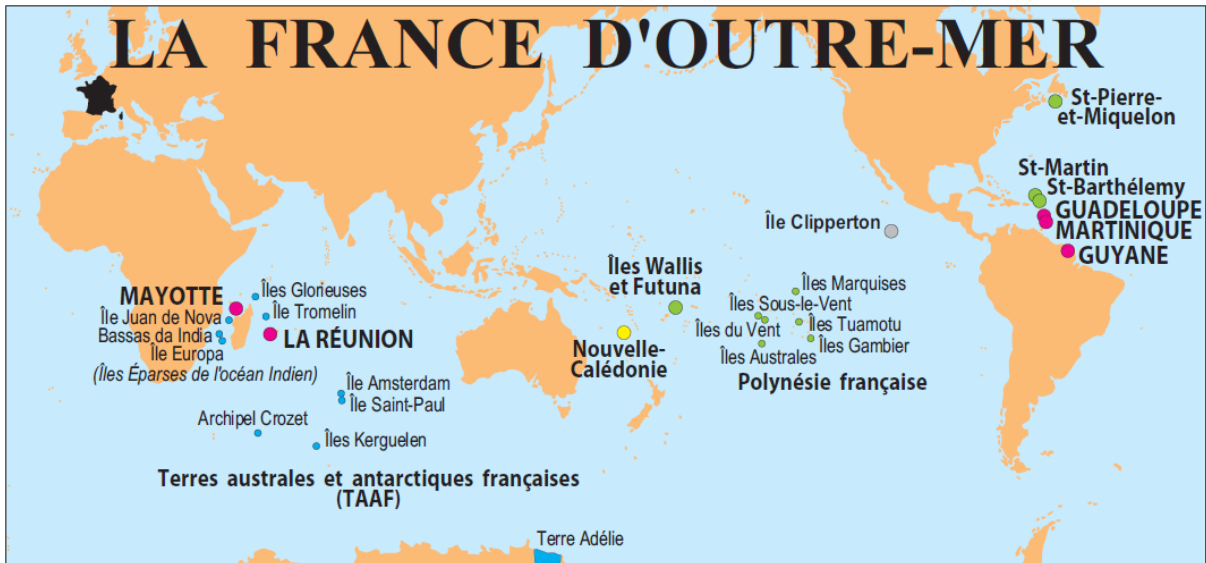 LA FRANCE D'OUTRE-MER
St-Pierre-
et-Miquelon
St-Martin
St-Barthélemy
GUADELOUPE
MARTINIQUE
GUYANE
Île Clipperton
Îles Wallis
et Futuna
Îles Marquises
Îles Sous-le-Vent
Îles du Vent
Îles Tuamotu
Îles Gambier
Îles Australes
Polynésie française
Nouvelle-
Calédonie
MAYOTTE
Îles Glorieuses
Île Juan de Nova
Île Tromelin
Bassas da India
LA RÉUNION
Île Europa
(Îles Éparses de l'océan Indien)
Île Amsterdam
Île Saint-Paul
Archipel Crozet
Îles Kerguelen
Terres australes et antarctiques françaises
(TAAF)
Terre Adélie